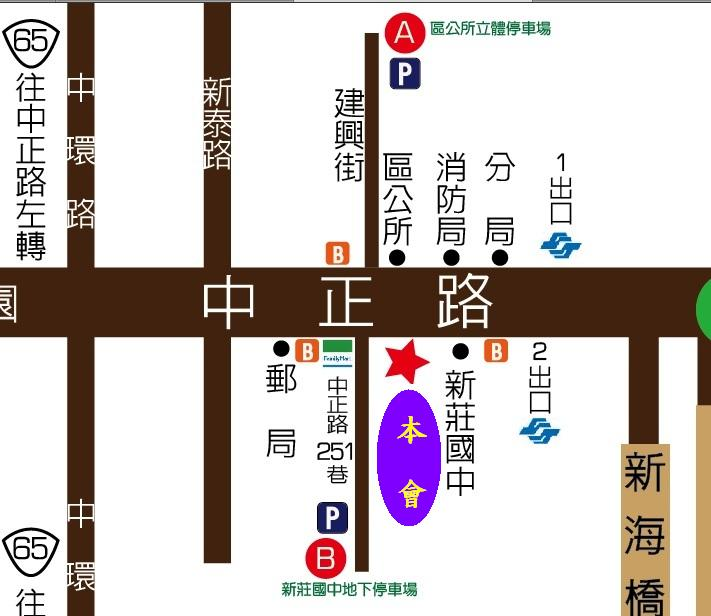 65
往中正路左轉
中環路
新泰路
建興街
A
區公所立體停車場
P
區公所
消防局
分局
1出口
B
園
中正路
郵局
B
FamilyMart
中正路251巷
本會
新莊國中
B
2出口
P
B
新莊國中地下停車場
新海橋
65
往
中環